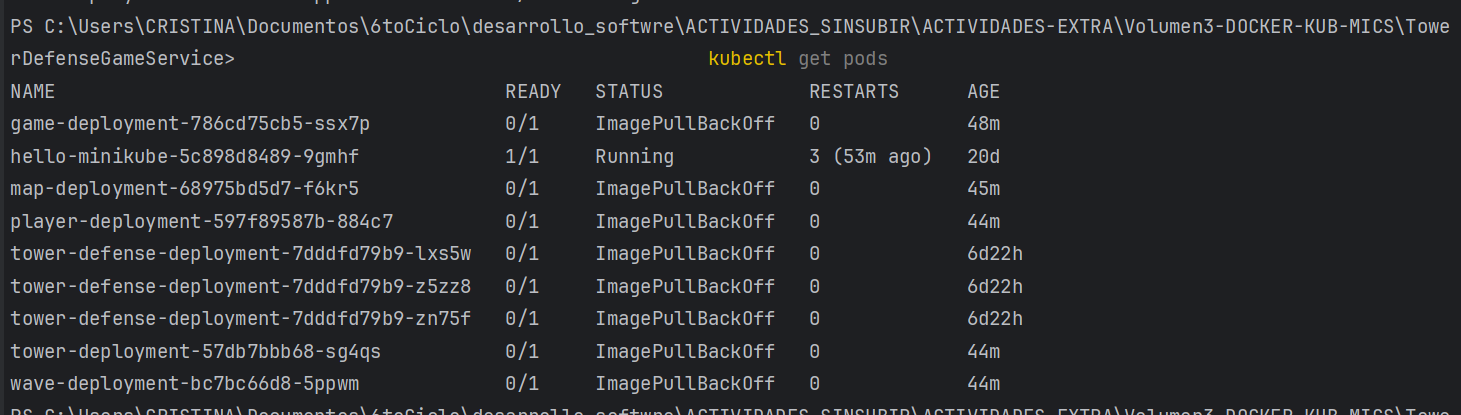 PS C:\Users\CRISTINA\Documentos\6toCiclo\desarrollo_softwre\ACTIVIDADES_SINSUBIR\ACTIVIDADES-EXTRA\Volumen3-DOCKER-KUB-MICS\Towe
rDefenseGameService> kubectl get pods
NAME READY STATUS RESTARTS AGE
game-deployment-786cd75cb5-ssx7p 0/1 ImagePullBackOff 0 48m
hello-minikube-5c898d8489-9gmhf 1/1 Running 3 (53m ago) 20d
map-deployment-68975bd5d7-f6kr5 0/1 ImagePullBackOff 0 45m
player-deployment-597f89587b-884c7 0/1 ImagePullBackOff 0 44m
tower-defense-deployment-7dddfd79b9-lxs5w 0/1 ImagePullBackOff 0 6d22h
tower-defense-deployment-7dddfd79b9-z5zz8 0/1 ImagePullBackOff 0 6d22h
tower-defense-deployment-7dddfd79b9-zn75f 0/1 ImagePullBackOff 0 6d22h
tower-deployment-57db7bbb68-sg4qs 0/1 ImagePullBackOff 0 44m
wave-deployment-bc7bc66d8-5ppwm 0/1 ImagePullBackOff 0 44m
PS C:\Users\CRISTINA\Documentos\6toCiclo\desarrollo_softwre\ACTIVIDADES_SINSUBIR\ACTIVIDADES-EXTRA\Volumen3-DOCKER-KUB-MICS\Towe